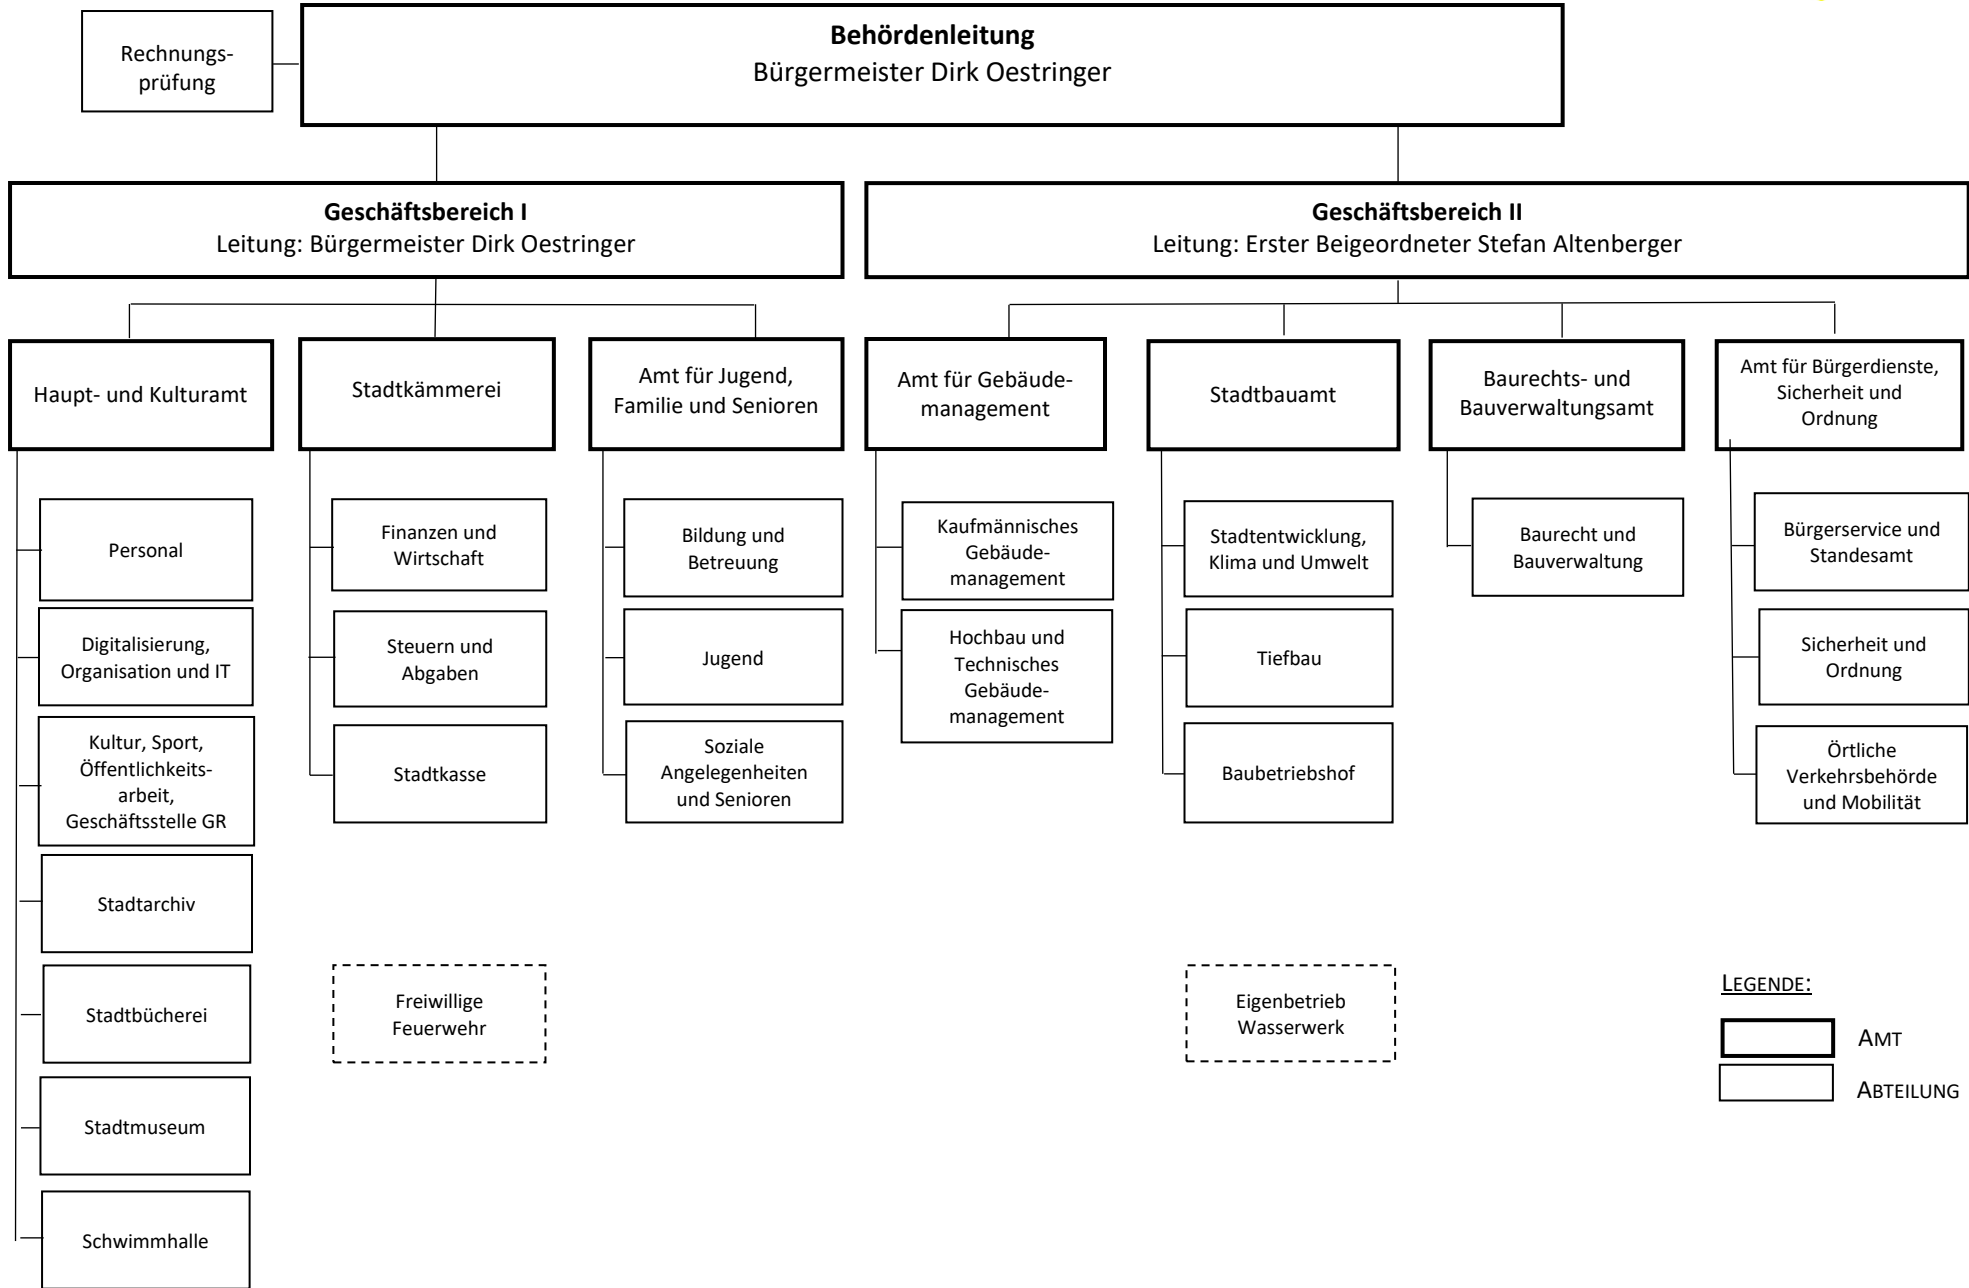 Rechnungs-
prüfung
Behördenleitung
Bürgermeister Dirk Oestringer
Geschäftsbereich I
Leitung: Bürgermeister Dirk Oestringer
Geschäftsbereich II
Leitung: Erster Beigeordneter Stefan Altenberger
Haupt- und Kulturamt
Stadtkämmerei
Amt für Jugend,
Familie und Senioren
Amt für Gebäude-
management
Stadtbauamt
Baurechts- und
Bauverwaltungsamt
Amt für Bürgerdienste,
Sicherheit und
Ordnung
Personal
Digitalisierung,
Organisation und IT
Kultur, Sport,
Öffentlichkeits-
arbeit,
Geschäftsstelle GR
Stadtarchiv
Stadtbücherei
Stadtmuseum
Schwimmhalle
Finanzen und
Wirtschaft
Steuern und
Abgaben
Stadtkasse
Freiwillige
Feuerwehr
Bildung und
Betreuung
Jugend
Soziale
Angelegenheiten
und Senioren
Kaufmännisches
Gebäude-
management
Hochbau und
Technisches
Gebäude-
management
Stadtentwicklung,
Klima und Umwelt
Tiefbau
Baubetriebshof
Eigenbetrieb
Wasserwerk
Baurecht und
Bauverwaltung
Bürgerservice und
Standesamt
Sicherheit und
Ordnung
Örtliche
Verkehrsbehörde
und Mobilität
LEGENDE:
AMT
ABTEILUNG